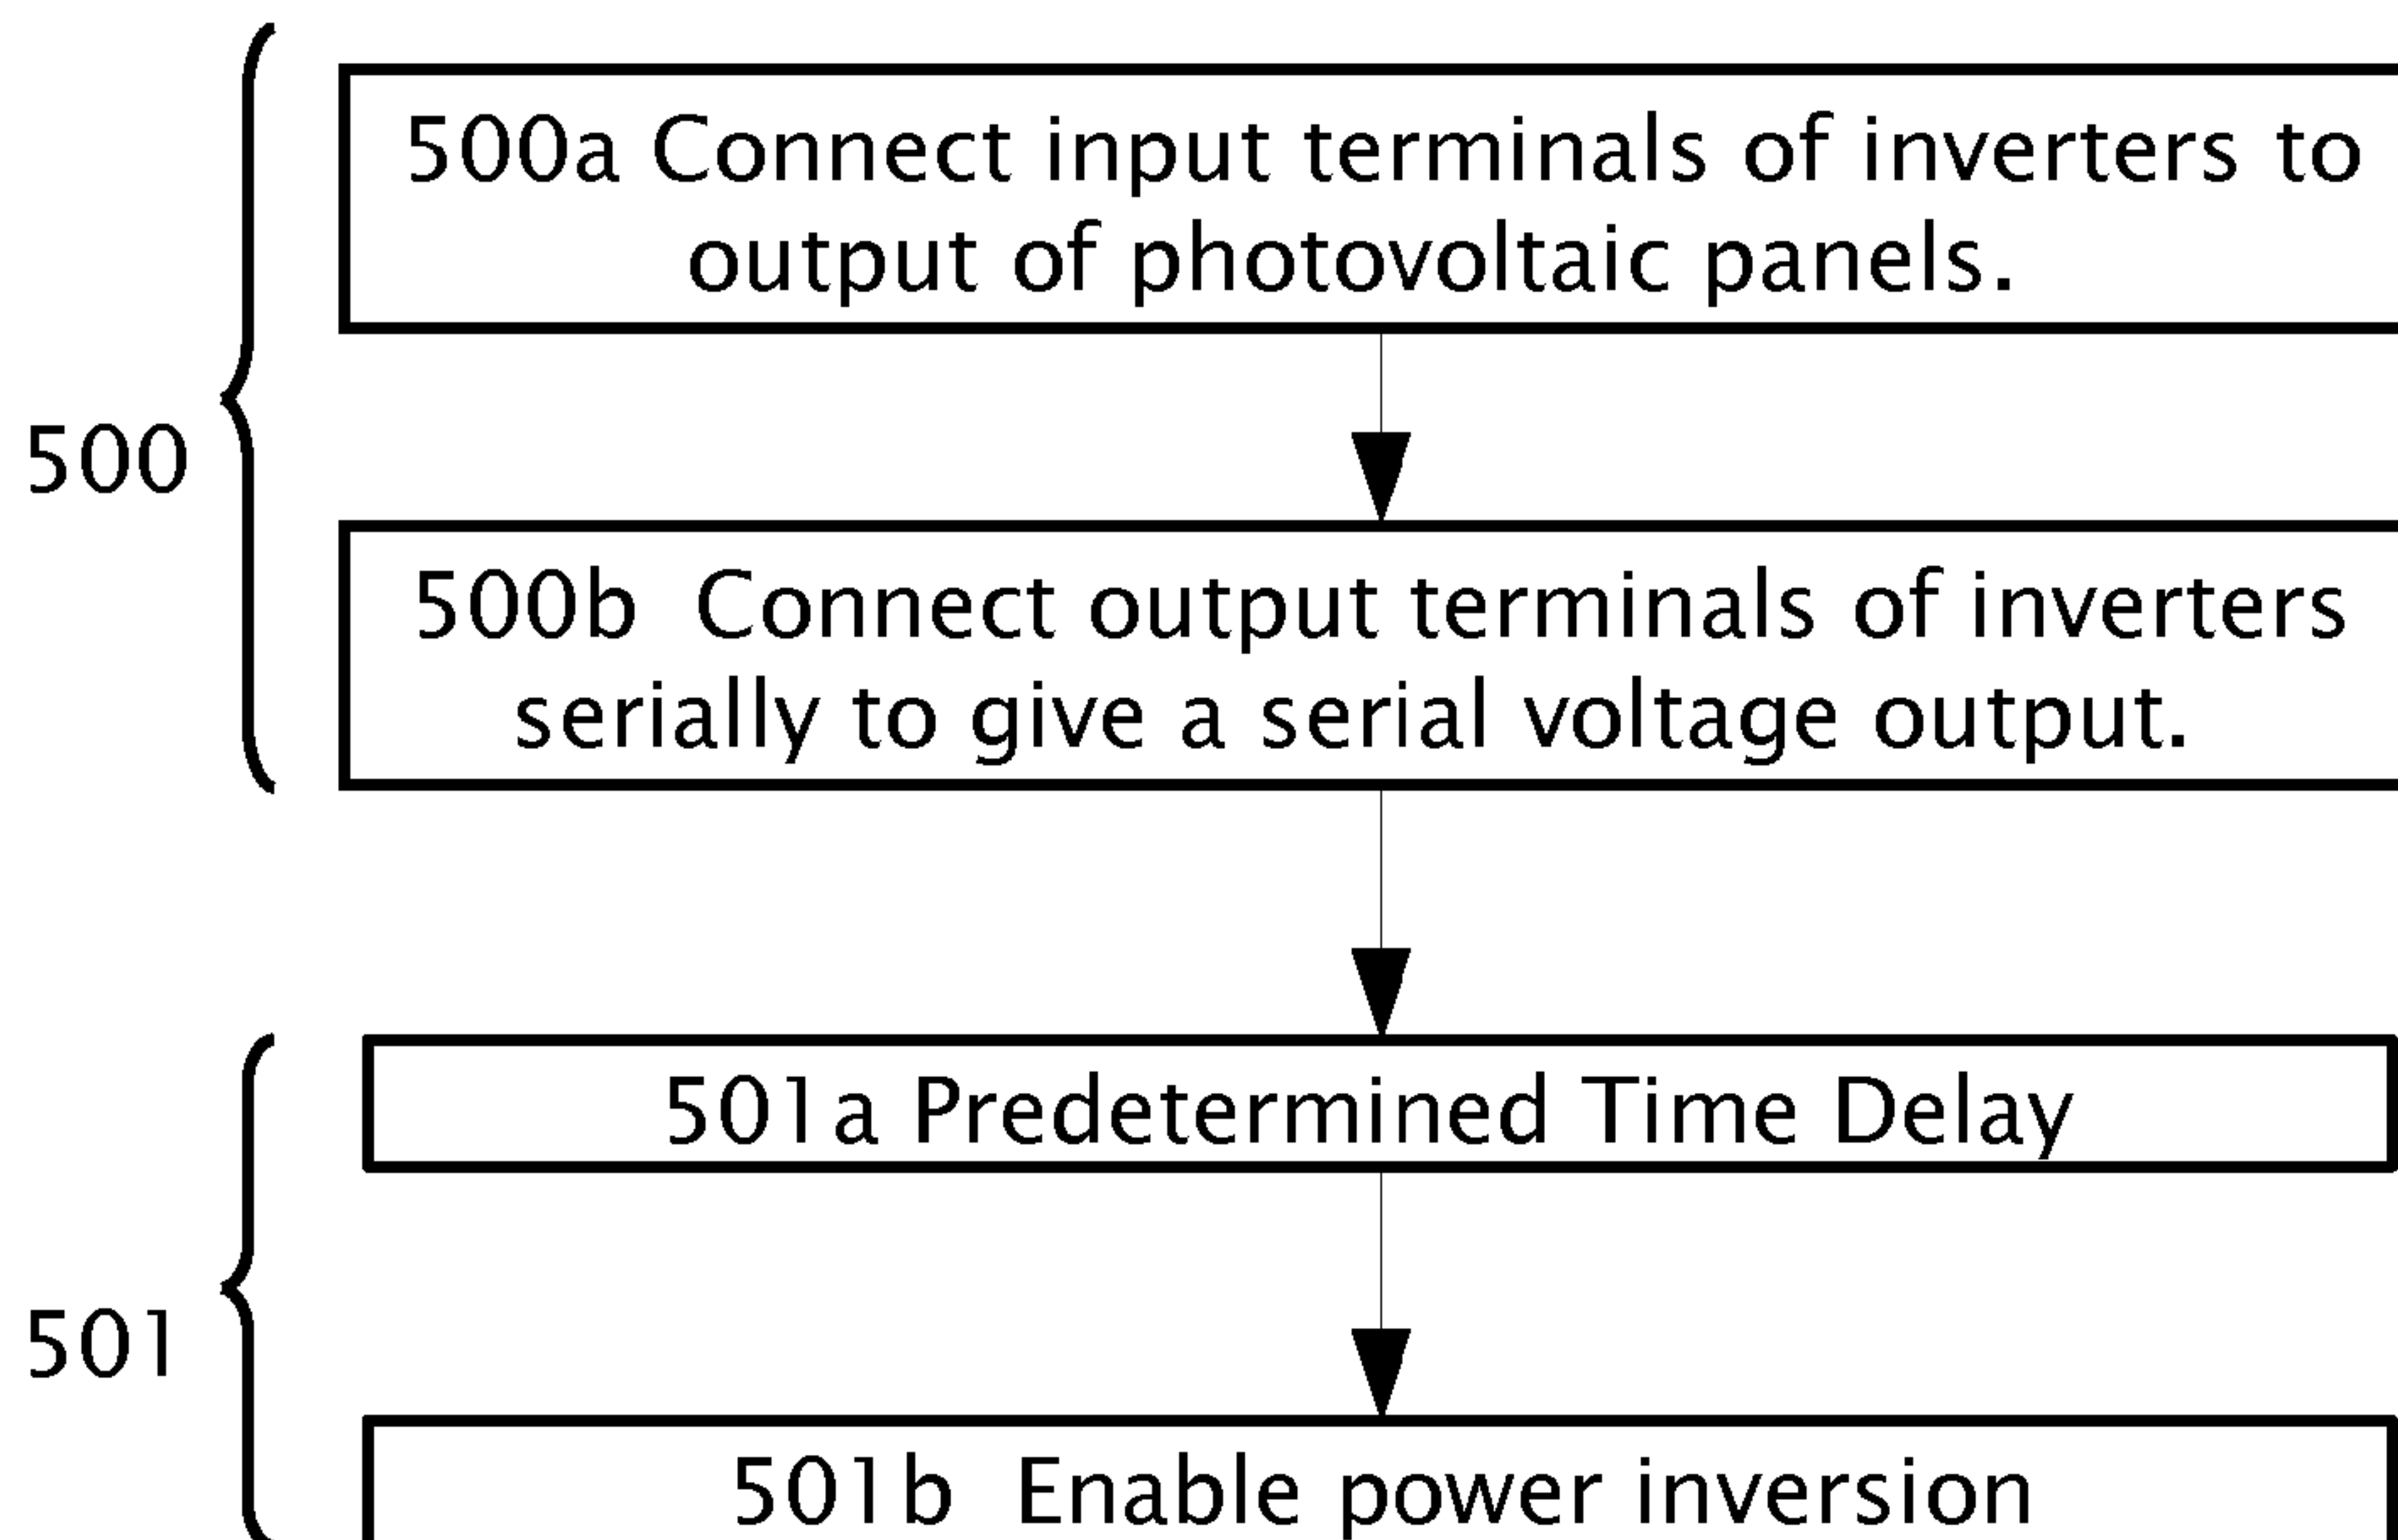 500a Connect input terminals of inverters to
output of photovoltaic panels.
500
500b Connect output terminals of inverters
serially to give a serial voltage output.
501a Predetermined Time Delay
501
501b Enable power inversion